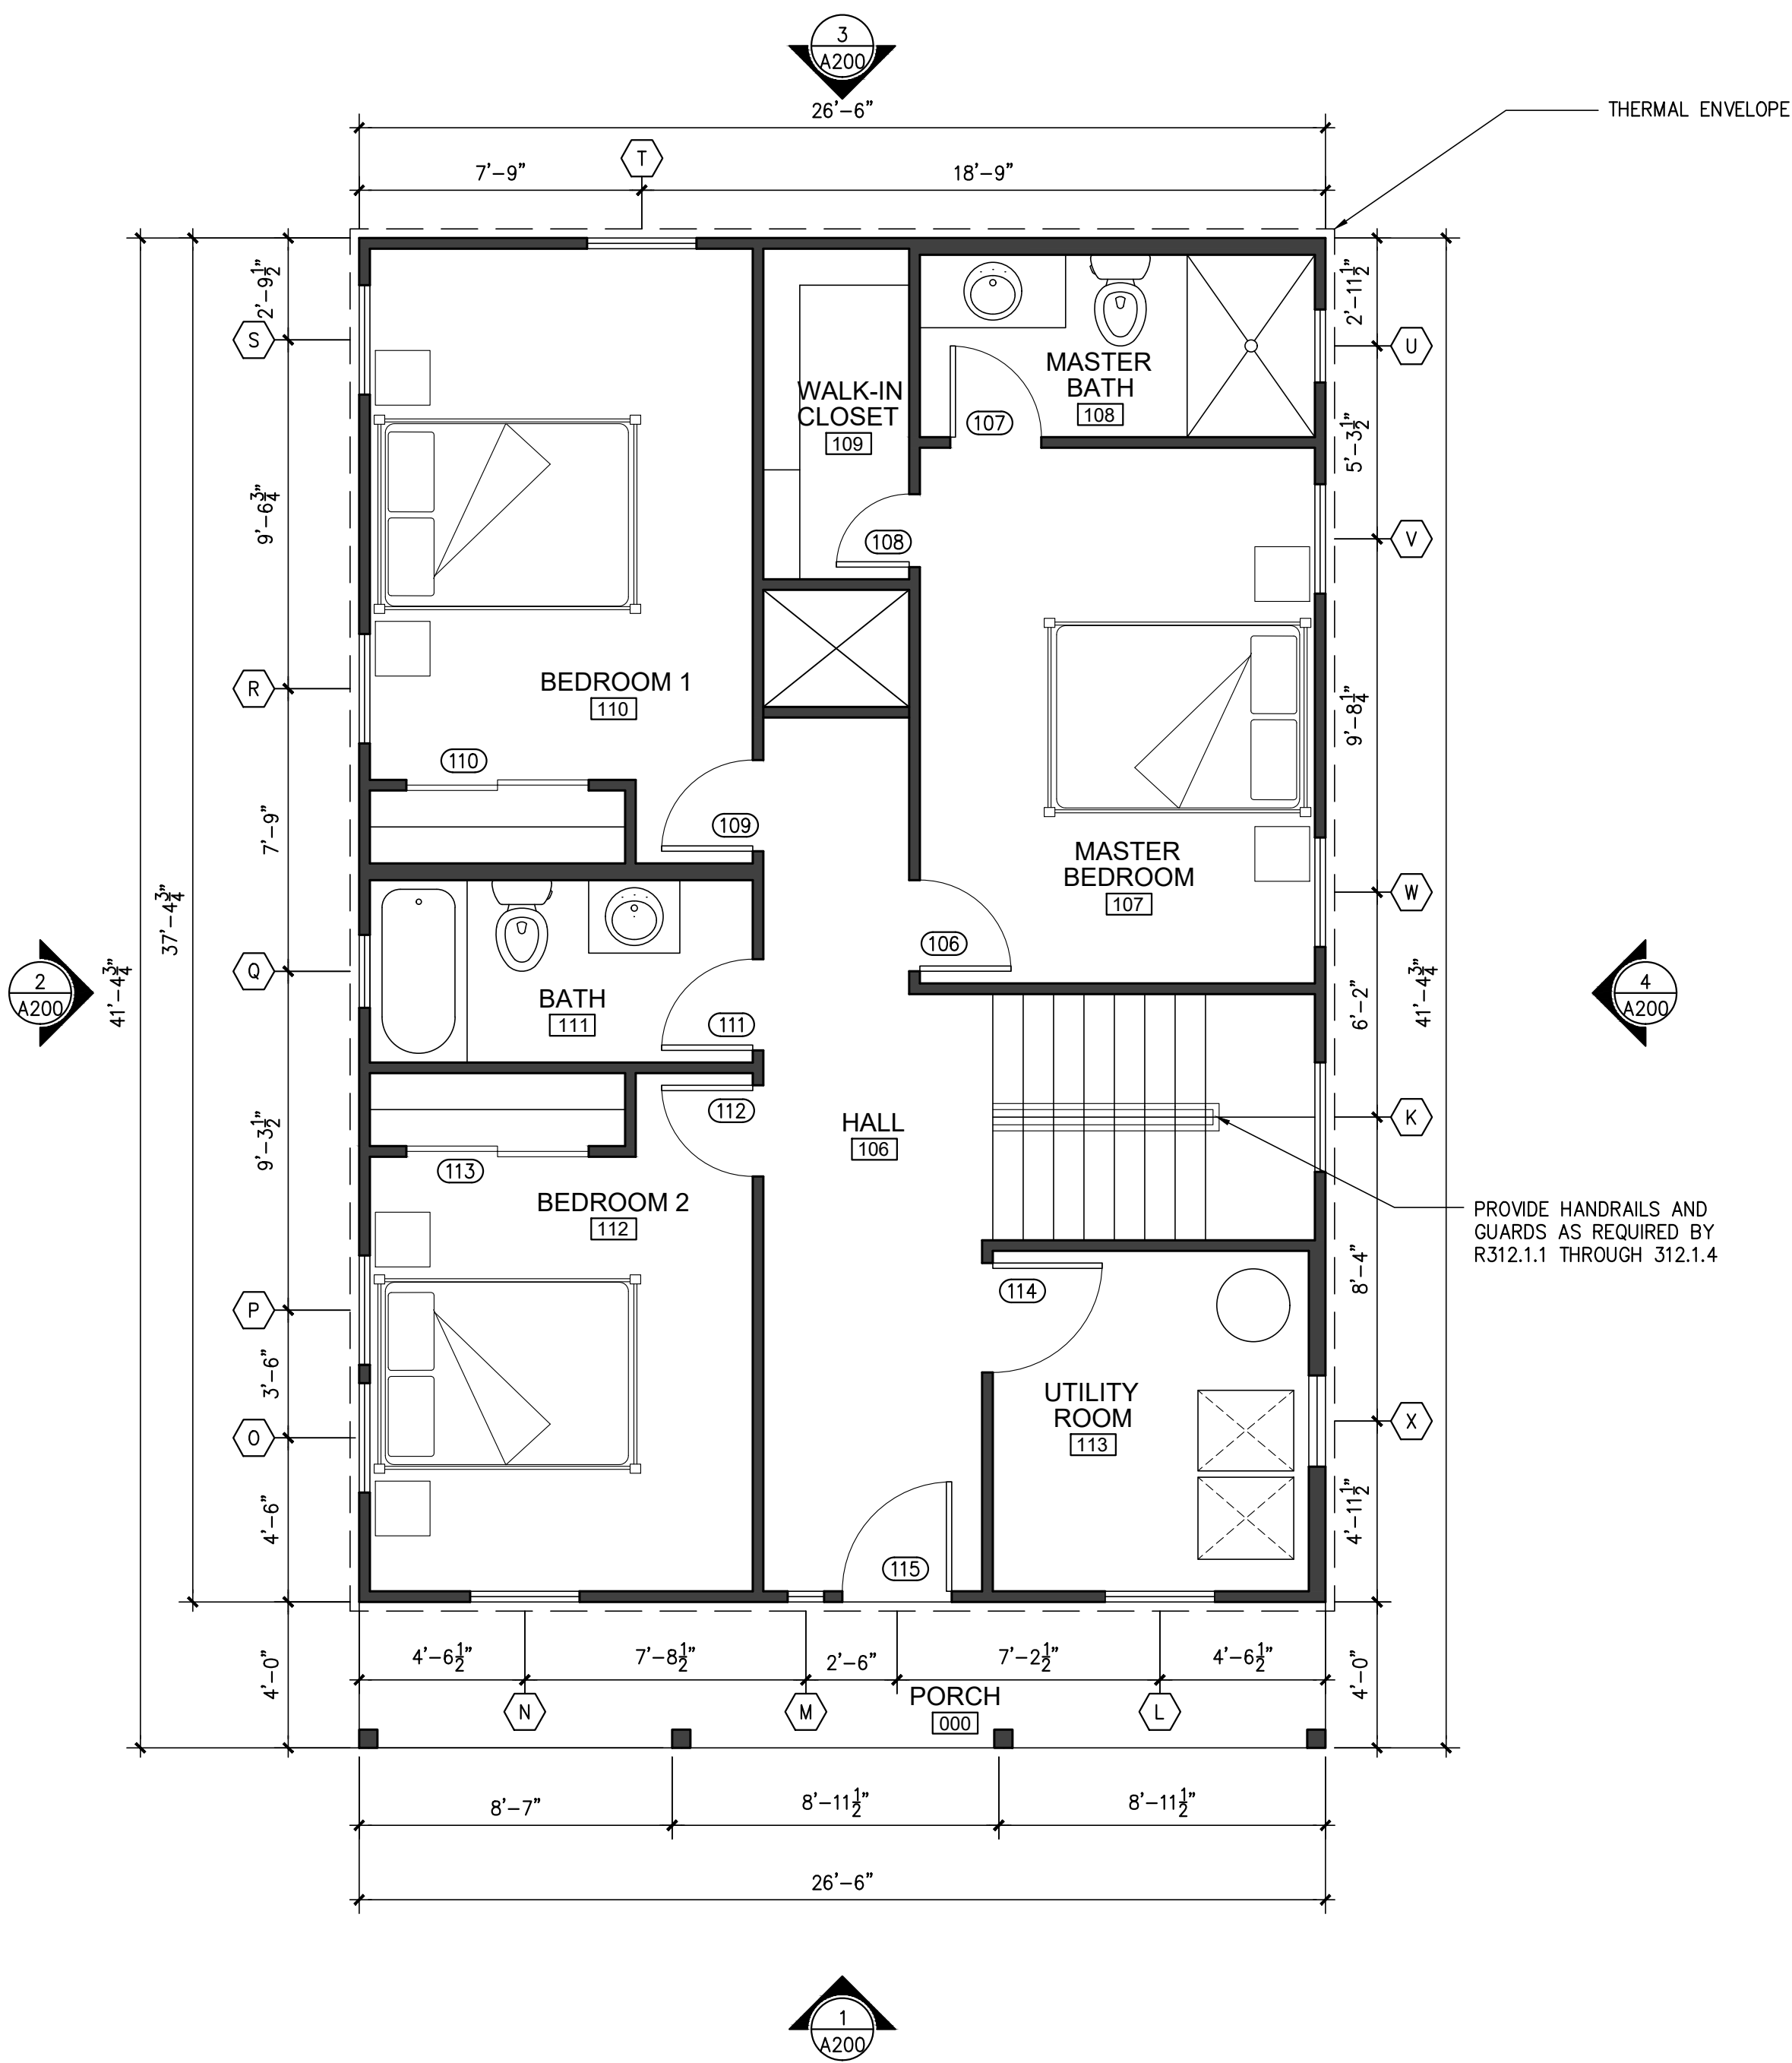 3
A200
26'-6"
THERMAL ENVELOPE
T
7'-9"
18'-9"
2'-9½"
2'-11½"
S
U
MASTER
BATH
108
WALK-IN
CLOSET
109
107
5'-3½"
9'-6¾"
108
V
BEDROOM 1
110
R
9'-8¼"
110
109
7'-9"
MASTER
BEDROOM
107
W
37'-4¾"
41'-4¾"
106
Q
2
A200
BATH
111
111
6'-2"
41'-4¾"
4
A200
112
HALL
106
K
9'-3½"
113
BEDROOM 2
112
PROVIDE HANDRAILS AND
GUARDS AS REQUIRED BY
R312.1.1 THROUGH 312.1.4
8'-4"
114
P
3'-6"
UTILITY
ROOM
113
X
O
4'-6"
4'-11½"
115
4'-6½"
7'-8½"
2'-6"
7'-2½"
4'-6½"
4'-0"
4'-0"
PORCH
000
N
M
L
8'-7"
8'-11½"
8'-11½"
26'-6"
1
A200